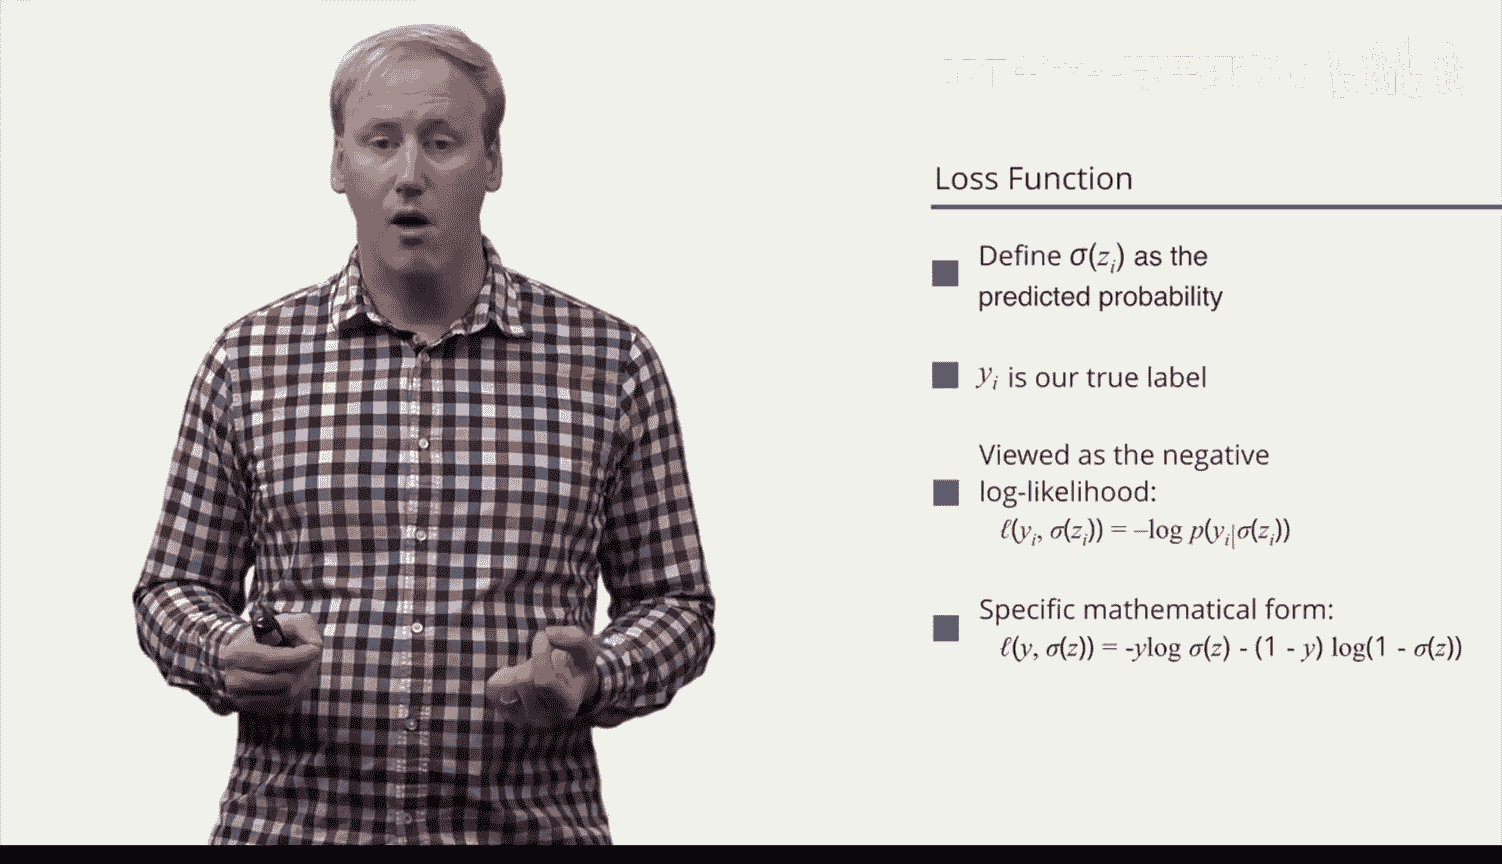 Loss Function
Define σ(zᵢ) as the
predicted probability
yᵢ is our true label
Viewed as the negative
log-likelihood:
ℓ(yᵢ, σ(zᵢ)) = –log p(yᵢ|σ(zᵢ))
Specific mathematical form:
ℓ(y, σ(z)) = -ylog σ(z) - (1 - y) log(1 - σ(z))